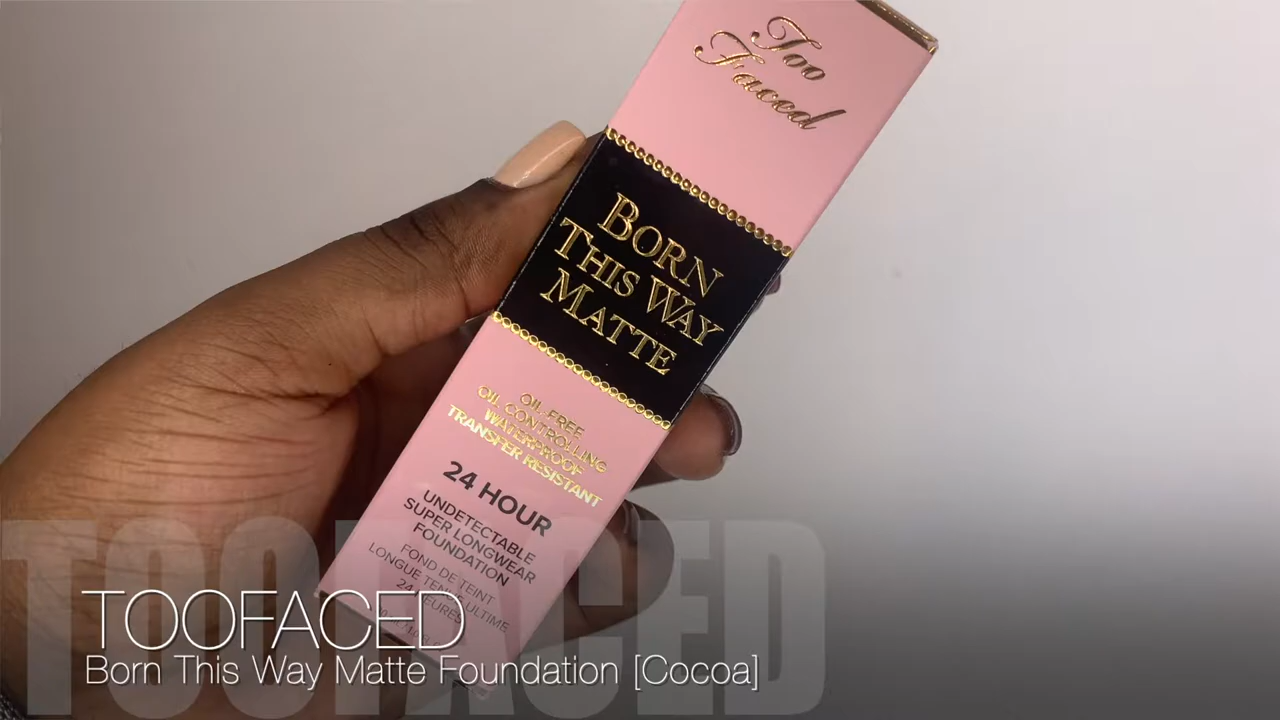 Too
Faced
BORN
THIS WAY
MATTE
OIL FREE
OIL CONTROLLING
WATERPROOF
TRANSFER RESISTANT
24 HOUR
UNDETECTABLE
SUPER LONGWEAR
FOUNDATION
FOND DE TEINT
LONGUE TENUE ULTIME
24 HEURES
TOOFACED
TOOFACED
Born This Way Matte Foundation [Cocoa]